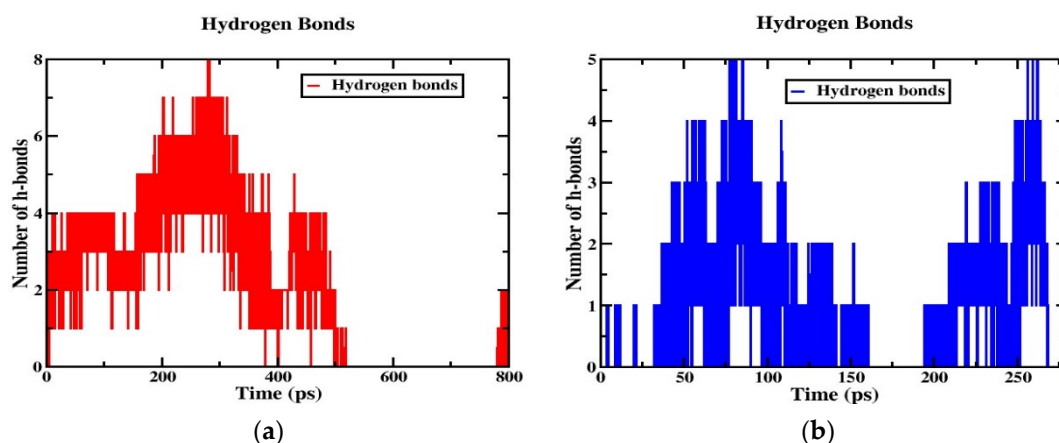 Hydrogen Bonds
8
6
4
2
0
0
200
400
600
800
Number of h-bonds
Time (ps)
Hydrogen bonds
(a)
Hydrogen Bonds
5
4
3
2
1
0
0
50
100
150
200
250
Number of h-bonds
Time (ps)
Hydrogen bonds
(b)